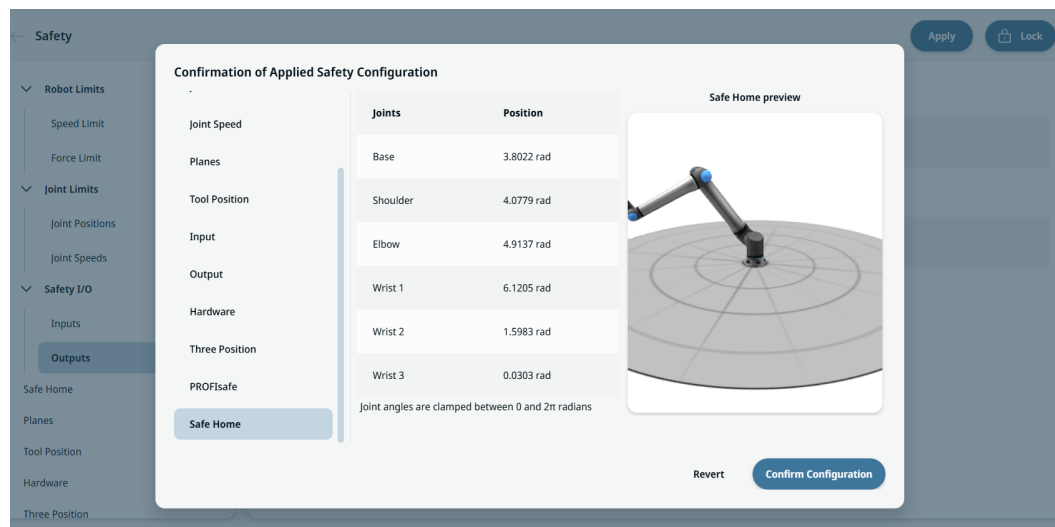 Safety
Apply
Lock
Robot Limits
Speed Limit
Force Limit
Joint Limits
Joint Positions
Joint Speeds
Safety I/O
Inputs
Outputs
Safe Home
Planes
Tool Position
Hardware
Three Position
Confirmation of Applied Safety Configuration
Joint Speed
Planes
Tool Position
Input
Output
Hardware
Three Position
PROFIsafe
Safe Home
Joints Position
Base 3.8022 rad
Shoulder 4.0779 rad
Elbow 4.9137 rad
Wrist 1 6.1205 rad
Wrist 2 1.5983 rad
Wrist 3 0.0303 rad
Joint angles are clamped between 0 and 2π radians
Safe Home preview
Revert
Confirm Configuration